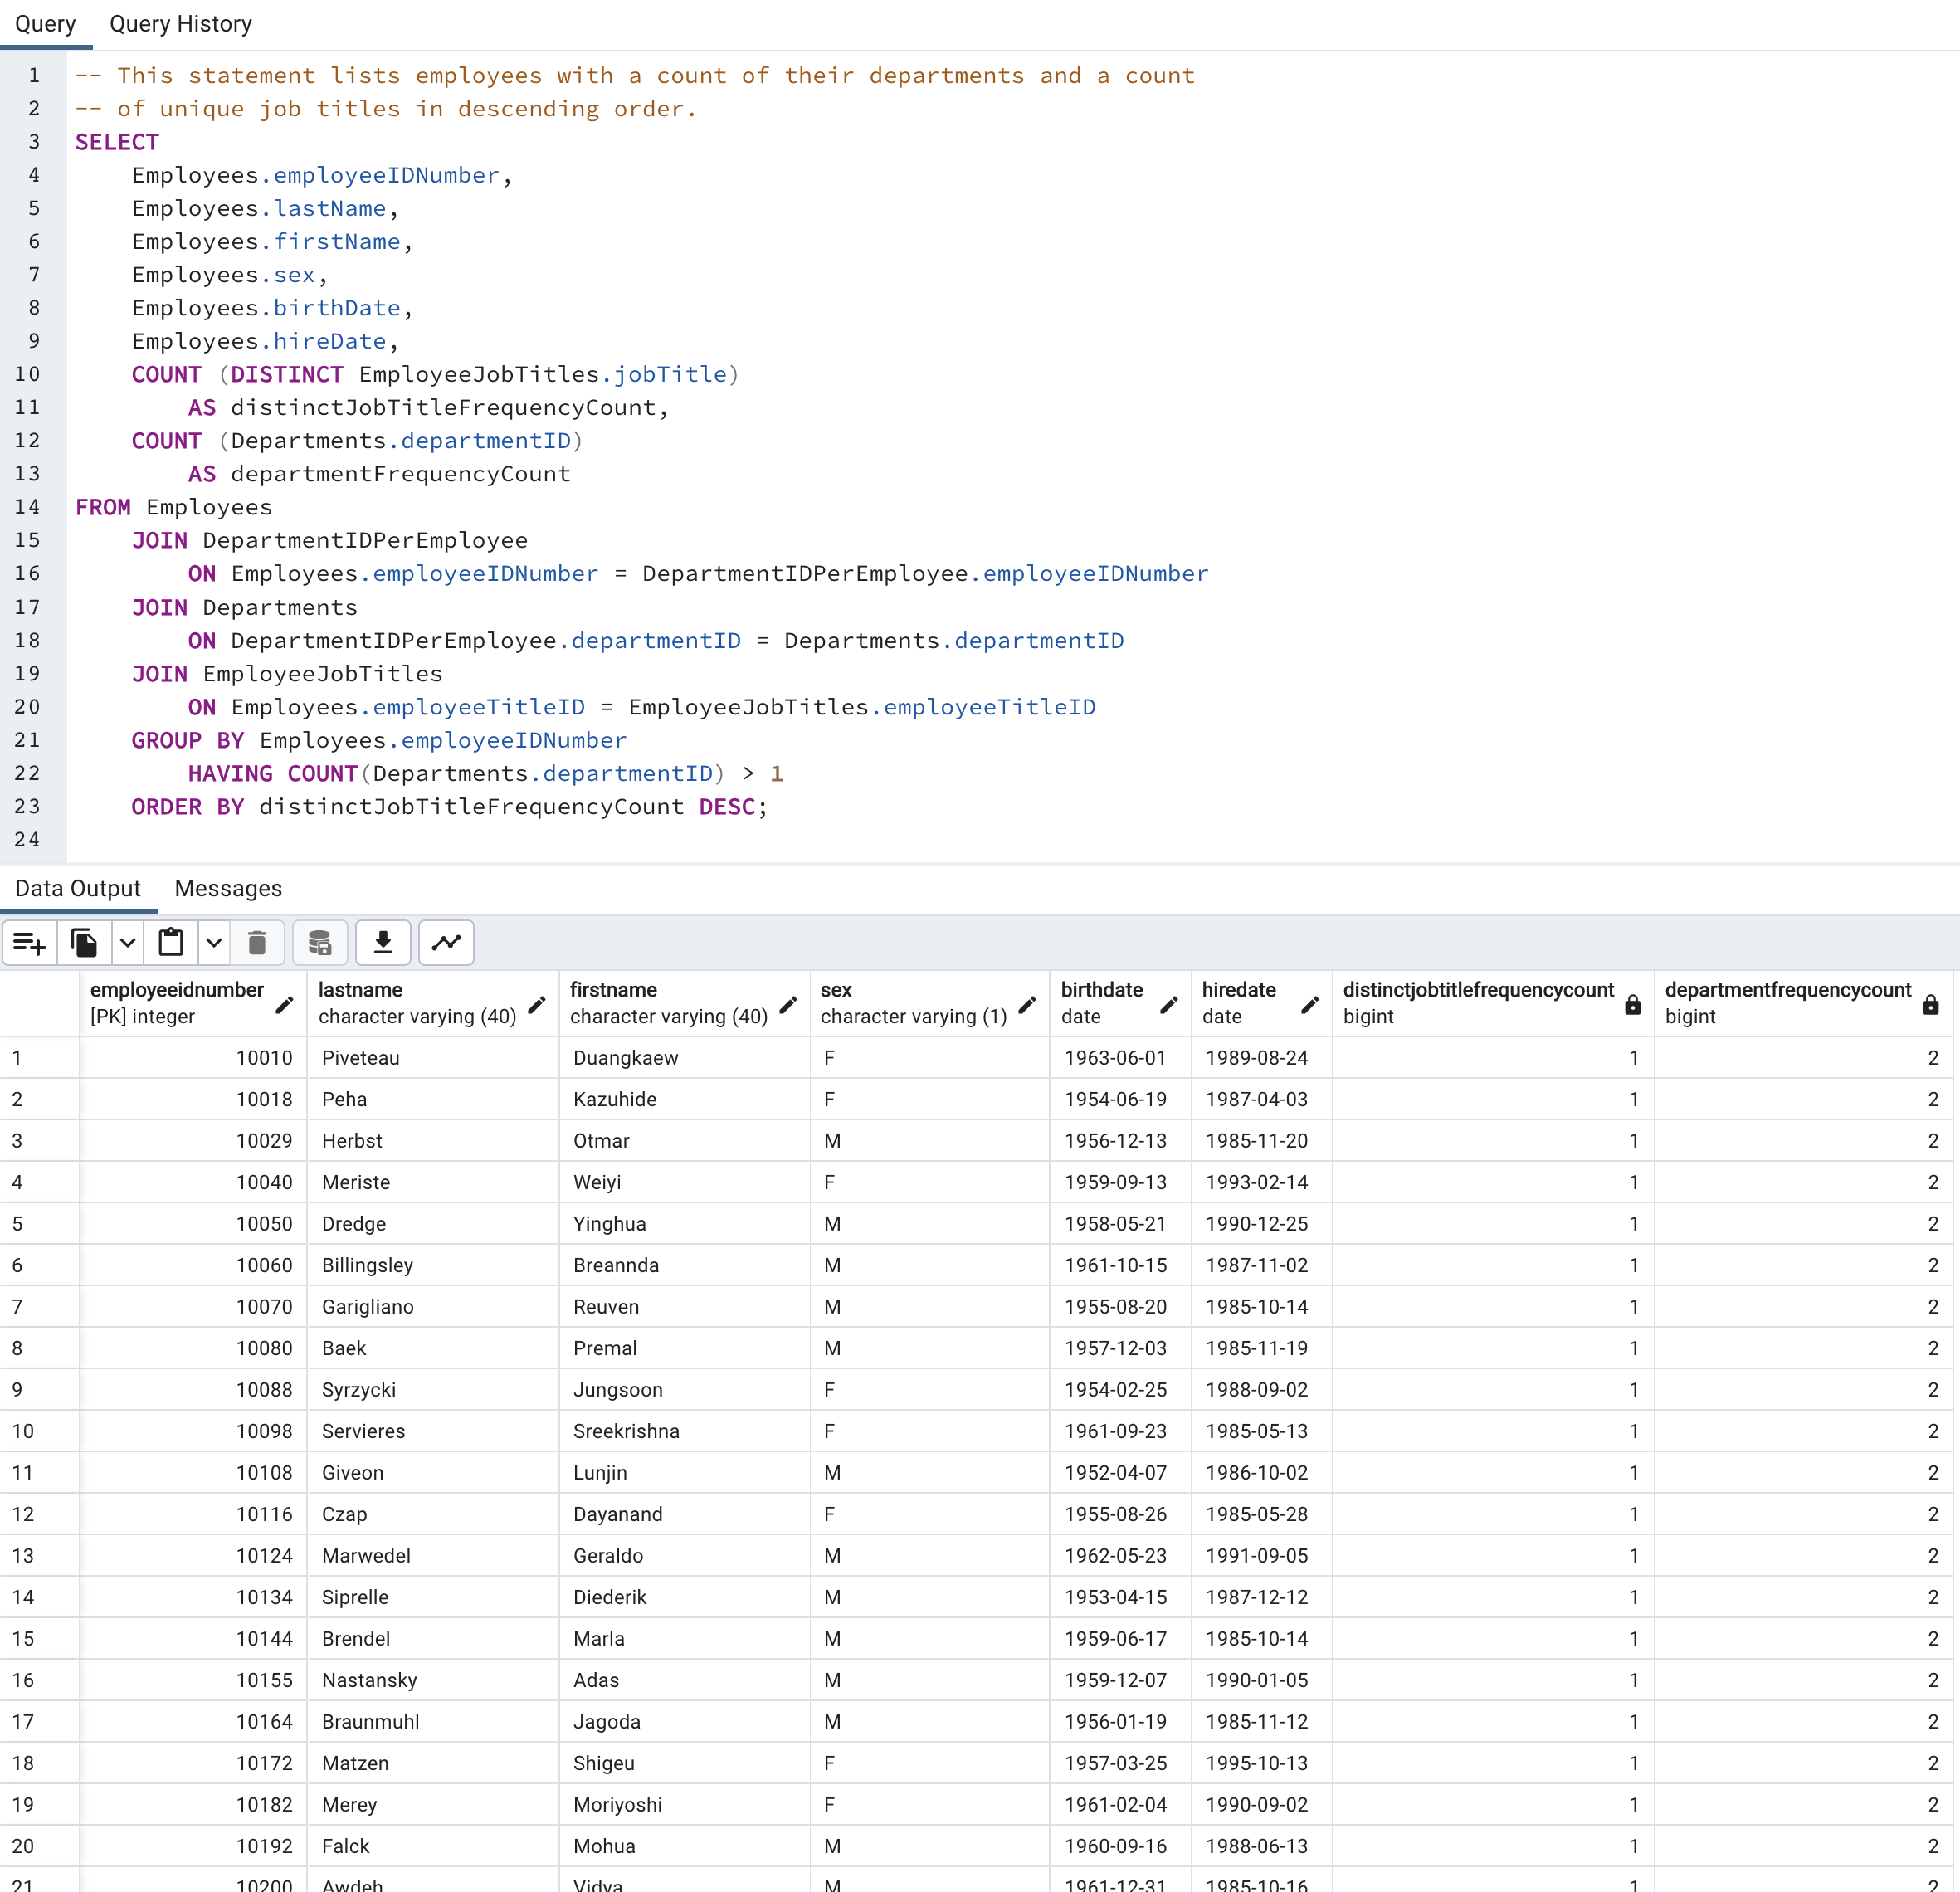 Query Query History
1 -- This statement lists employees with a count of their departments and a count
2 -- of unique job titles in descending order.
3 SELECT
4 Employees.employeeIDNumber,
5 Employees.lastName,
6 Employees.firstName,
7 Employees.sex,
8 Employees.birthDate,
9 Employees.hireDate,
10 COUNT (DISTINCT EmployeeJobTitles.jobTitle)
11 AS distinctJobTitleFrequencyCount,
12 COUNT (Departments.departmentID)
13 AS departmentFrequencyCount
14 FROM Employees
15 JOIN DepartmentIDPerEmployee
16 ON Employees.employeeIDNumber = DepartmentIDPerEmployee.employeeIDNumber
17 JOIN Departments
18 ON DepartmentIDPerEmployee.departmentID = Departments.departmentID
19 JOIN EmployeeJobTitles
20 ON Employees.employeeTitleID = EmployeeJobTitles.employeeTitleID
21 GROUP BY Employees.employeeIDNumber
22 HAVING COUNT(Departments.departmentID) > 1
23 ORDER BY distinctJobTitleFrequencyCount DESC;
24
Data Output Messages
employeeidnumber lastname firstname sex birthdate hiredate distinctjobtitlefrequencycount departmentfrequencycount
[PK] integer character varying (40) character varying (40) character varying (1) date date bigint bigint
1 10010 Piveteau Duangkaew F 1963-06-01 1989-08-24 1 2
2 10018 Peha Kazuhide F 1954-06-19 1987-04-03 1 2
3 10029 Herbst Otmar M 1956-12-13 1985-11-20 1 2
4 10040 Meriste Weiyi F 1959-09-13 1993-02-14 1 2
5 10050 Dredge Yinghua M 1958-05-21 1990-12-25 1 2
6 10060 Billingsley Breannda M 1961-10-15 1987-11-02 1 2
7 10070 Garigliano Reuven M 1955-08-20 1985-10-14 1 2
8 10080 Baek Premal M 1957-12-03 1985-11-19 1 2
9 10088 Syrzycki Jungsoon F 1954-02-25 1988-09-02 1 2
10 10098 Servieres Sreekrishna F 1961-09-23 1985-05-13 1 2
11 10108 Giveon Lunjin M 1952-04-07 1986-10-02 1 2
12 10116 Czap Dayanand F 1955-08-26 1985-05-28 1 2
13 10124 Marwedel Geraldo M 1962-05-23 1991-09-05 1 2
14 10134 Siprelle Diederik M 1953-04-15 1987-12-12 1 2
15 10144 Brendel Marla M 1959-06-17 1985-10-14 1 2
16 10155 Nastansky Adas M 1959-12-07 1990-01-05 1 2
17 10164 Braunmuhl Jagoda M 1956-01-19 1985-11-12 1 2
18 10172 Matzen Shigeu F 1957-03-25 1995-10-13 1 2
19 10182 Merey Moriyoshi F 1961-02-04 1990-09-02 1 2
20 10192 Falck Mohua M 1960-09-16 1988-06-13 1 2
21 10200 Awdeh Vidya M 1961-12-31 1985-10-16 1 2